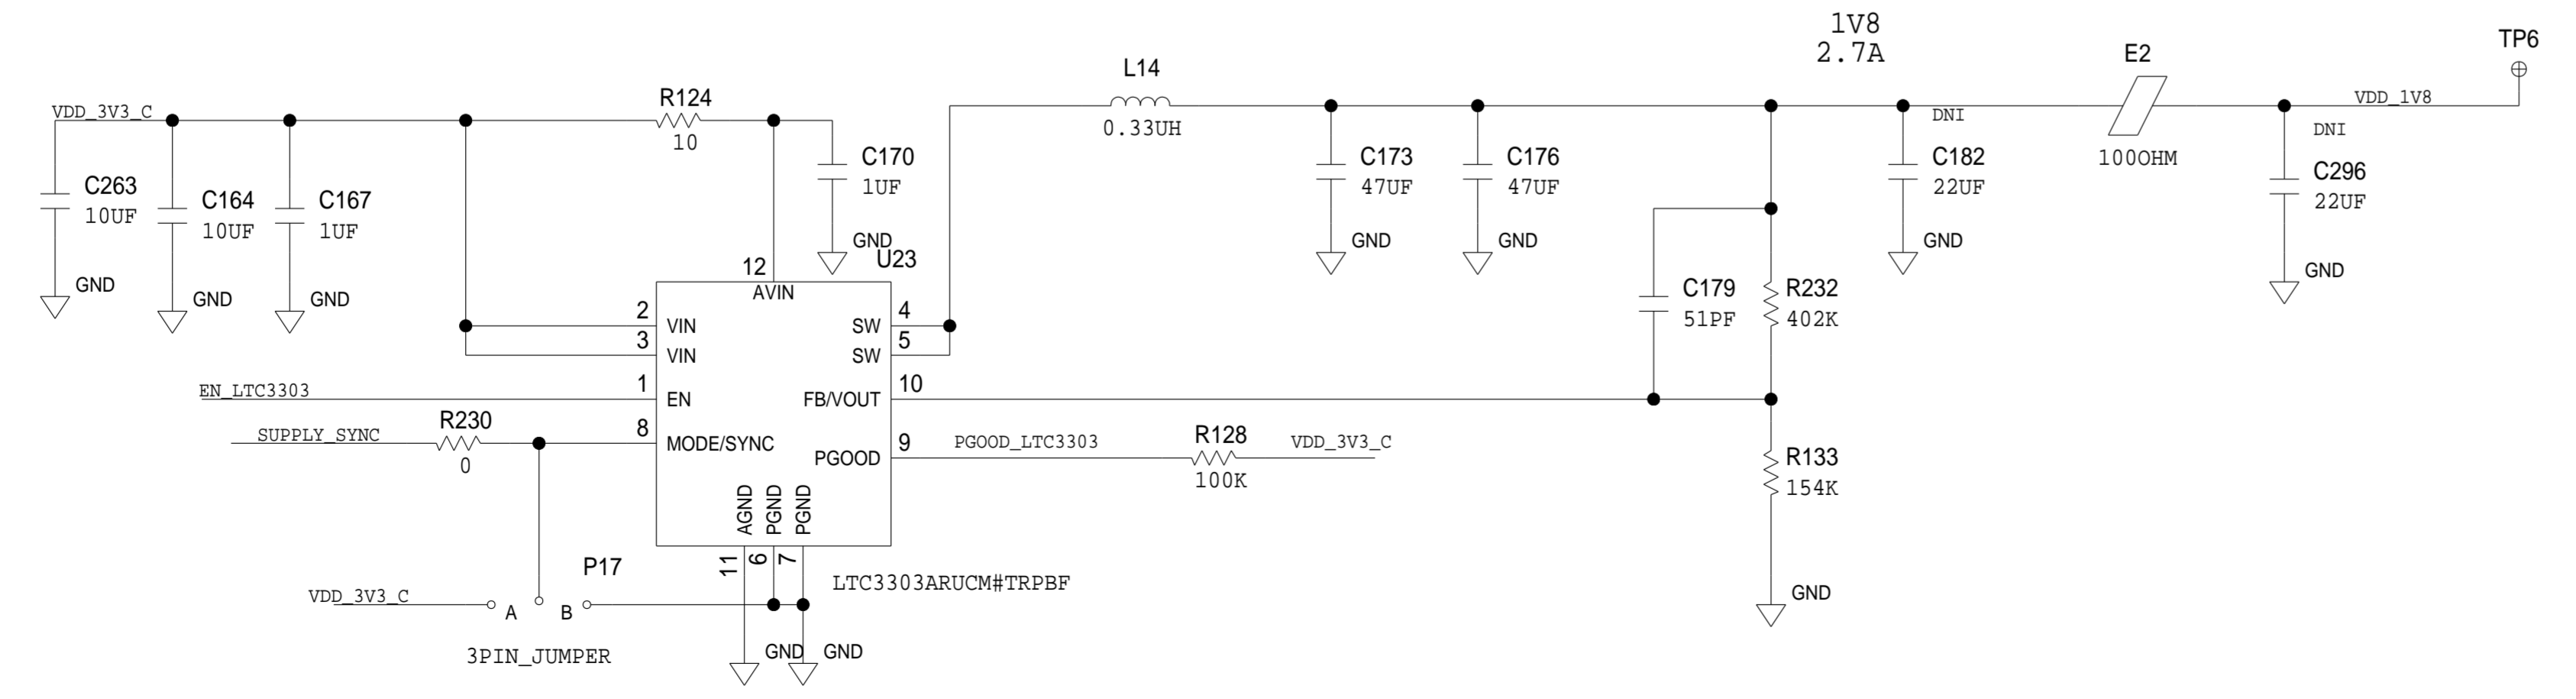 1V8
2.7A
TP6
E2
L14
VDD_3V3_C
R124
10
0.33UH
DNI
100OHM
VDD_1V8
DNI
C263
10UF
C164
10UF
C167
1UF
C170
1UF
C173
47UF
C176
47UF
C182
22UF
C296
22UF
GND
GND
GND
GND
GND
GND
GND
GND
U23
12
AVIN
2
VIN
3
VIN
4
SW
5
SW
C179
51PF
R232
402K
EN_LTC3303
1
EN
10
FB/VOUT
SUPPLY_SYNC
R230
0
8
MODE/SYNC
9
PGOOD
PGOOD_LTC3303
R128
100K
VDD_3V3_C
R133
154K
AGND
PGND
PGND
11
6
7
P17
LTC3303ARUCM#TRPBF
VDD_3V3_C
A
B
3PIN_JUMPER
GND
GND
GND